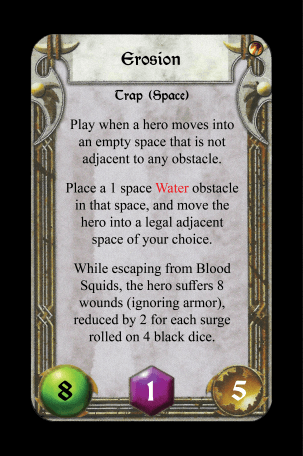 Erosion
Trap (Space)
Play when a hero moves into
an empty space that is not
adjacent to any obstacle.
Place a 1 space Water obstacle
in that space, and move the
hero into a legal adjacent
space of your choice.
While escaping from Blood
Squids, the hero suffers 8
wounds (ignoring armor),
reduced by 2 for each surge
rolled on 4 black dice.
8 1 5